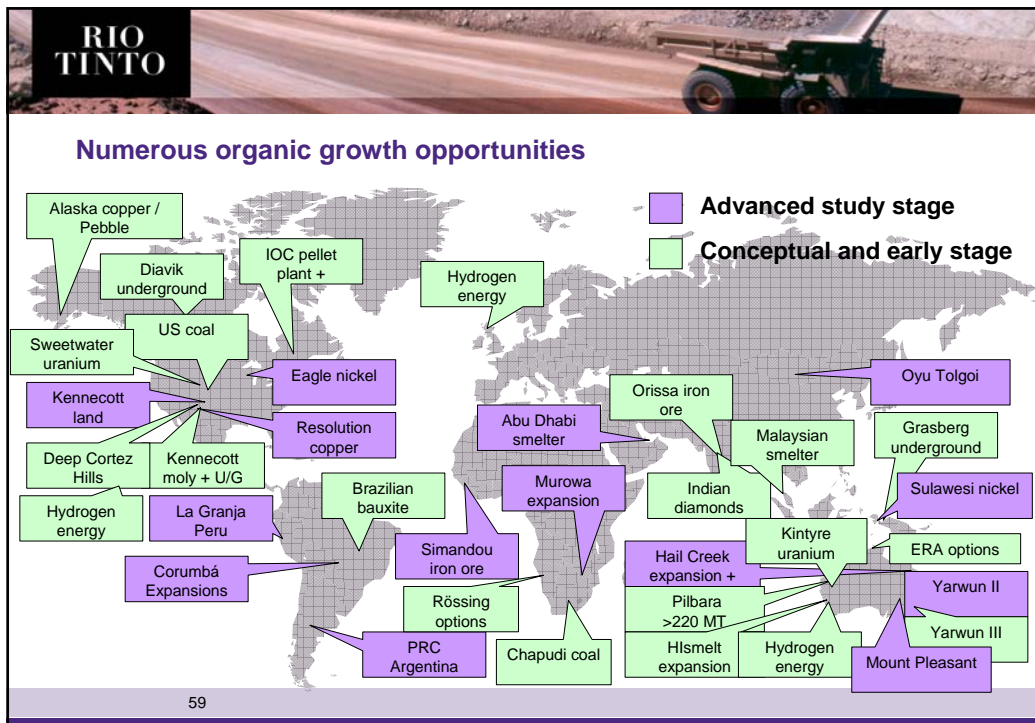 RIO
TINTO
Numerous organic growth opportunities
Advanced study stage
Conceptual and early stage
Alaska copper /
Pebble
Diavik
underground
IOC pellet
plant +
Hydrogen
energy
US coal
Sweetwater
uranium
Eagle nickel
Kennecott
land
Resolution
copper
Deep Cortez
Hills
Kennecott
moly + U/G
Hydrogen
energy
La Granja
Peru
Brazilian
bauxite
Corumbá
Expansions
PRC
Argentina
Abu Dhabi
smelter
Simandou
iron ore
Murowa
expansion
Rössing
options
Chapudi coal
Orissa iron
ore
Indian
diamonds
Malaysian
smelter
Oyu Tolgoi
Grasberg
underground
Sulawesi nickel
Kintyre
uranium
ERA options
Hail Creek
expansion +
Pilbara
>220 MT
HIsmelt
expansion
Hydrogen
energy
Yarwun II
Yarwun III
Mount Pleasant
59